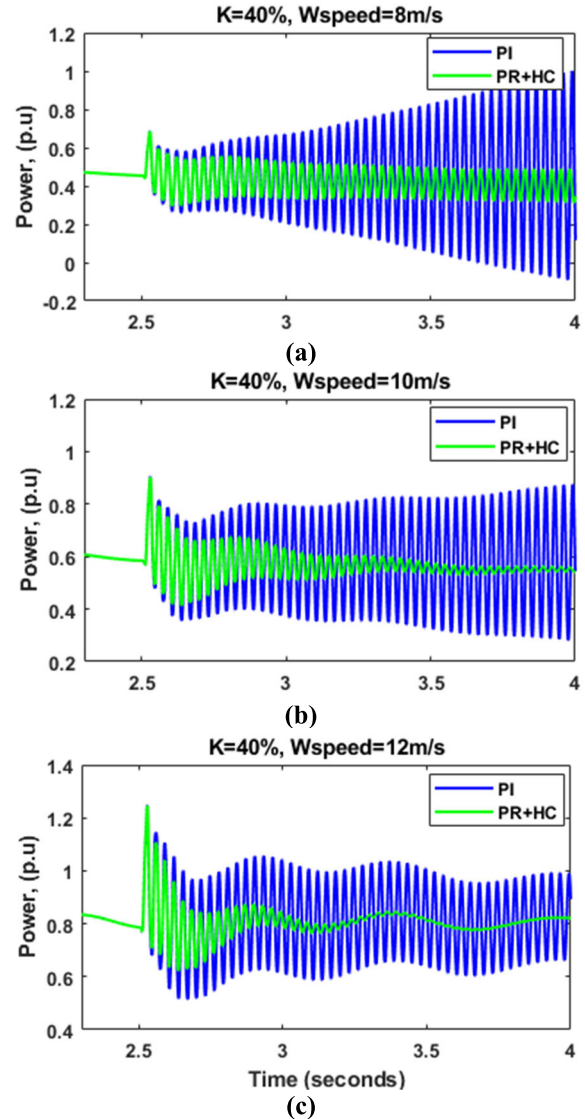 K=40%, Wspeed=8m/s
1.2
1
0.8
0.6
0.4
0.2
0
-0.2
Power, (p.u)
PI
PR+HC
2.5 3 3.5 4
(a)
K=40%, Wspeed=10m/s
1.2
1
0.8
0.6
0.4
0.2
Power, (p.u)
PI
PR+HC
2.5 3 3.5 4
(b)
K=40%, Wspeed=12m/s
1.4
1.2
1
0.8
0.6
0.4
Power, (p.u)
PI
PR+HC
2.5 3 3.5 4
Time (seconds)
(c)